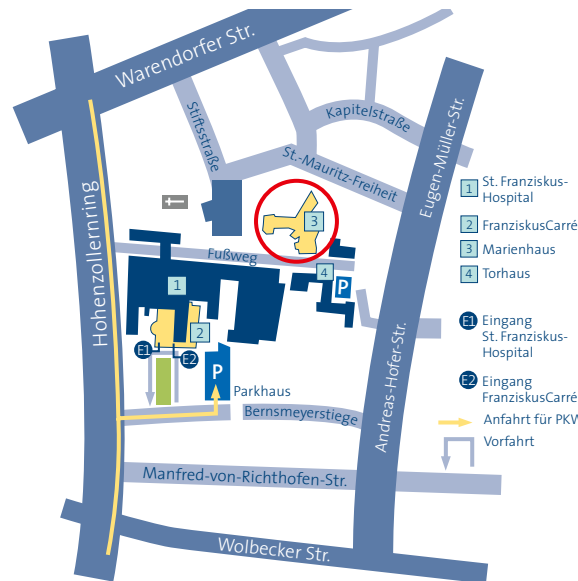 Warendorfer Str.
Stiftsstraße
Kapitelstraße
St.-Mauritz-Freiheit
Eugen-Müller-Str.
Hohenzollernring
3
Fußweg
4
P
1
2
E1
E2
P
Parkhaus
Bernsmeyerstiege
Andreas-Hofer-Str.
Manfred-von-Richthofen-Str.
Wolbecker Str.
1 St. Franziskus-
Hospital
2 FranziskusCarré
3 Marienhaus
4 Torhaus
E1 Eingang
St. Franziskus-
Hospital
E2 Eingang
FranziskusCarré
Anfahrt für PKW
Vorfahrt